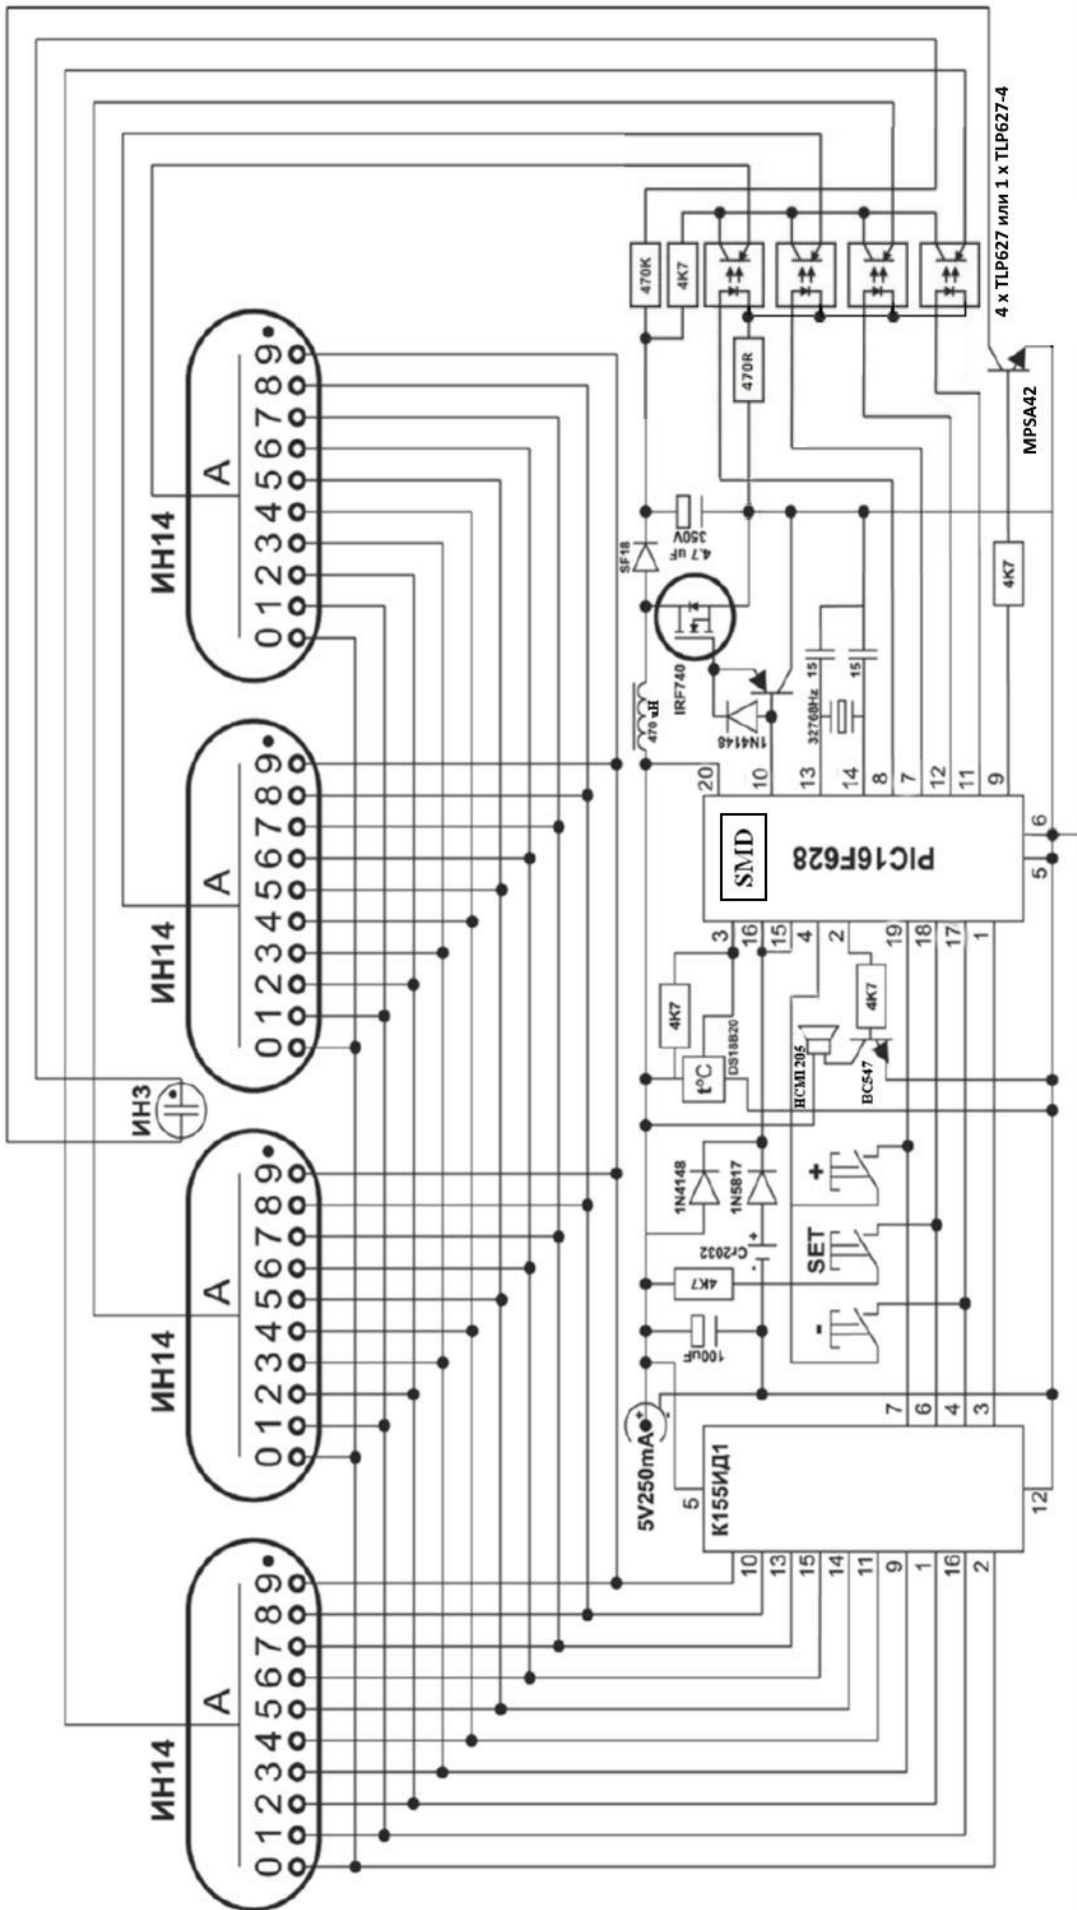 ИН14
A
0 1 2 3 4 5 6 7 8 9
ИН14
A
0 1 2 3 4 5 6 7 8 9
ИН3
ИН14
A
0 1 2 3 4 5 6 7 8 9
ИН14
A
0 1 2 3 4 5 6 7 8 9
5V250mA
+
-
К155ИД1
5
12
10
13
15
14
11
9
1
16
2
7
6
4
3
100uF
4K7
Cr2032
+
-
1N4148
1N5817
-
SET
+
4K7
t°C
DS18B20
HCM1205
BC547
4K7
SMD
PIC16F628
3
16
15
4
2
19
18
17
1
20
10
13
14
8
7
12
11
9
5
6
470 uH
IRF740
1N4148
32768Hz
15
15
4K7
SF18
4.7 uF
350V
470R
470K
4K7
MPSA42
4 x TLP627 или 1 x TLP627-4